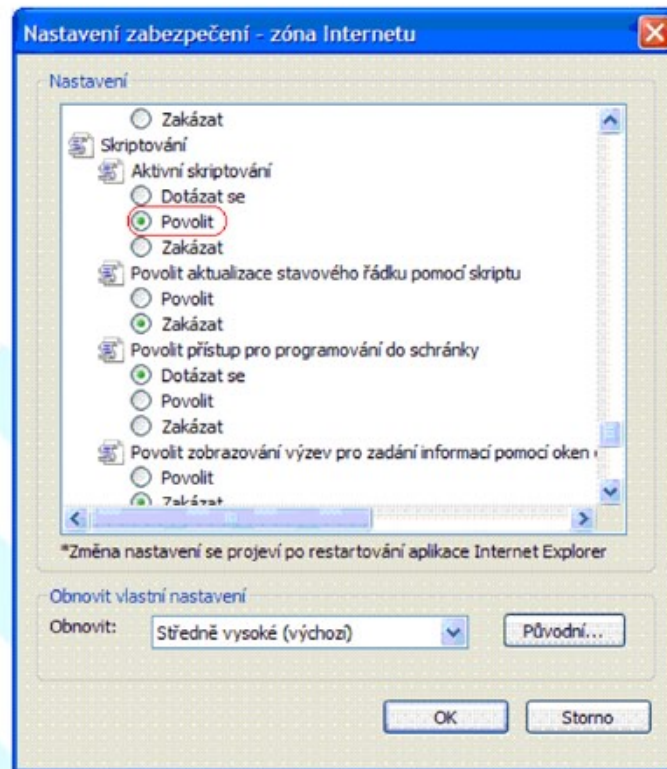 Nastavení zabezpečení - zóna Internetu
Nastavení
Zakázat
Skriptování
Aktivní skriptování
Dotázat se
Povolit
Zakázat
Povolit aktualizace stavového řádku pomocí skriptu
Povolit
Zakázat
Povolit přístup pro programování do schránky
Dotázat se
Povolit
Zakázat
Povolit zobrazování výzev pro zadání informací pomocí oken
Povolit
Zakázat
*Změna nastavení se projeví po restartování aplikace Internet Explorer
Obnovit vlastní nastavení
Obnovit: Středně vysoké (výchozí) Původní...
OK Storno